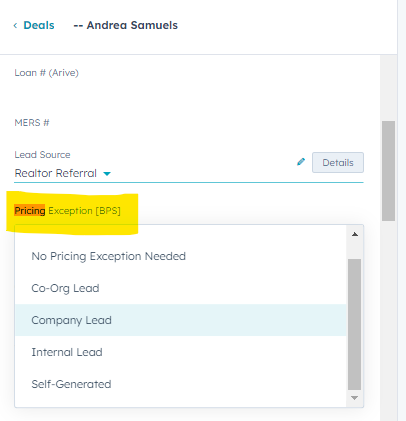 ‹ Deals -- Andrea Samuels
Loan # (Arive)
MERS #
Lead Source
Realtor Referral Details
Pricing Exception [BPS]
No Pricing Exception Needed
Co-Org Lead
Company Lead
Internal Lead
Self-Generated